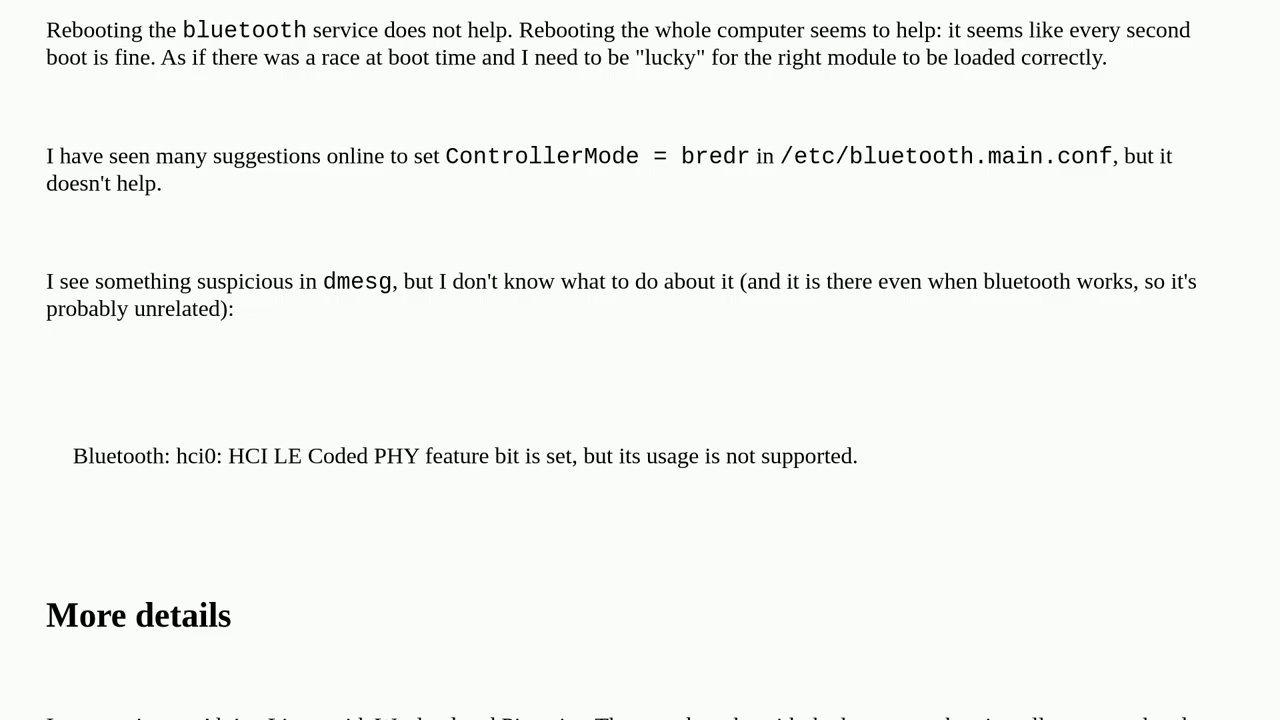 Rebooting the bluetooth service does not help. Rebooting the whole computer seems to help: it seems like every second
boot is fine. As if there was a race at boot time and I need to be "lucky" for the right module to be loaded correctly.
I have seen many suggestions online to set ControllerMode = bredr in /etc/bluetooth.main.conf, but it
doesn't help.
I see something suspicious in dmesg, but I don't know what to do about it (and it is there even when bluetooth works, so it's
probably unrelated):
Bluetooth: hci0: HCI LE Coded PHY feature bit is set, but its usage is not supported.
More details